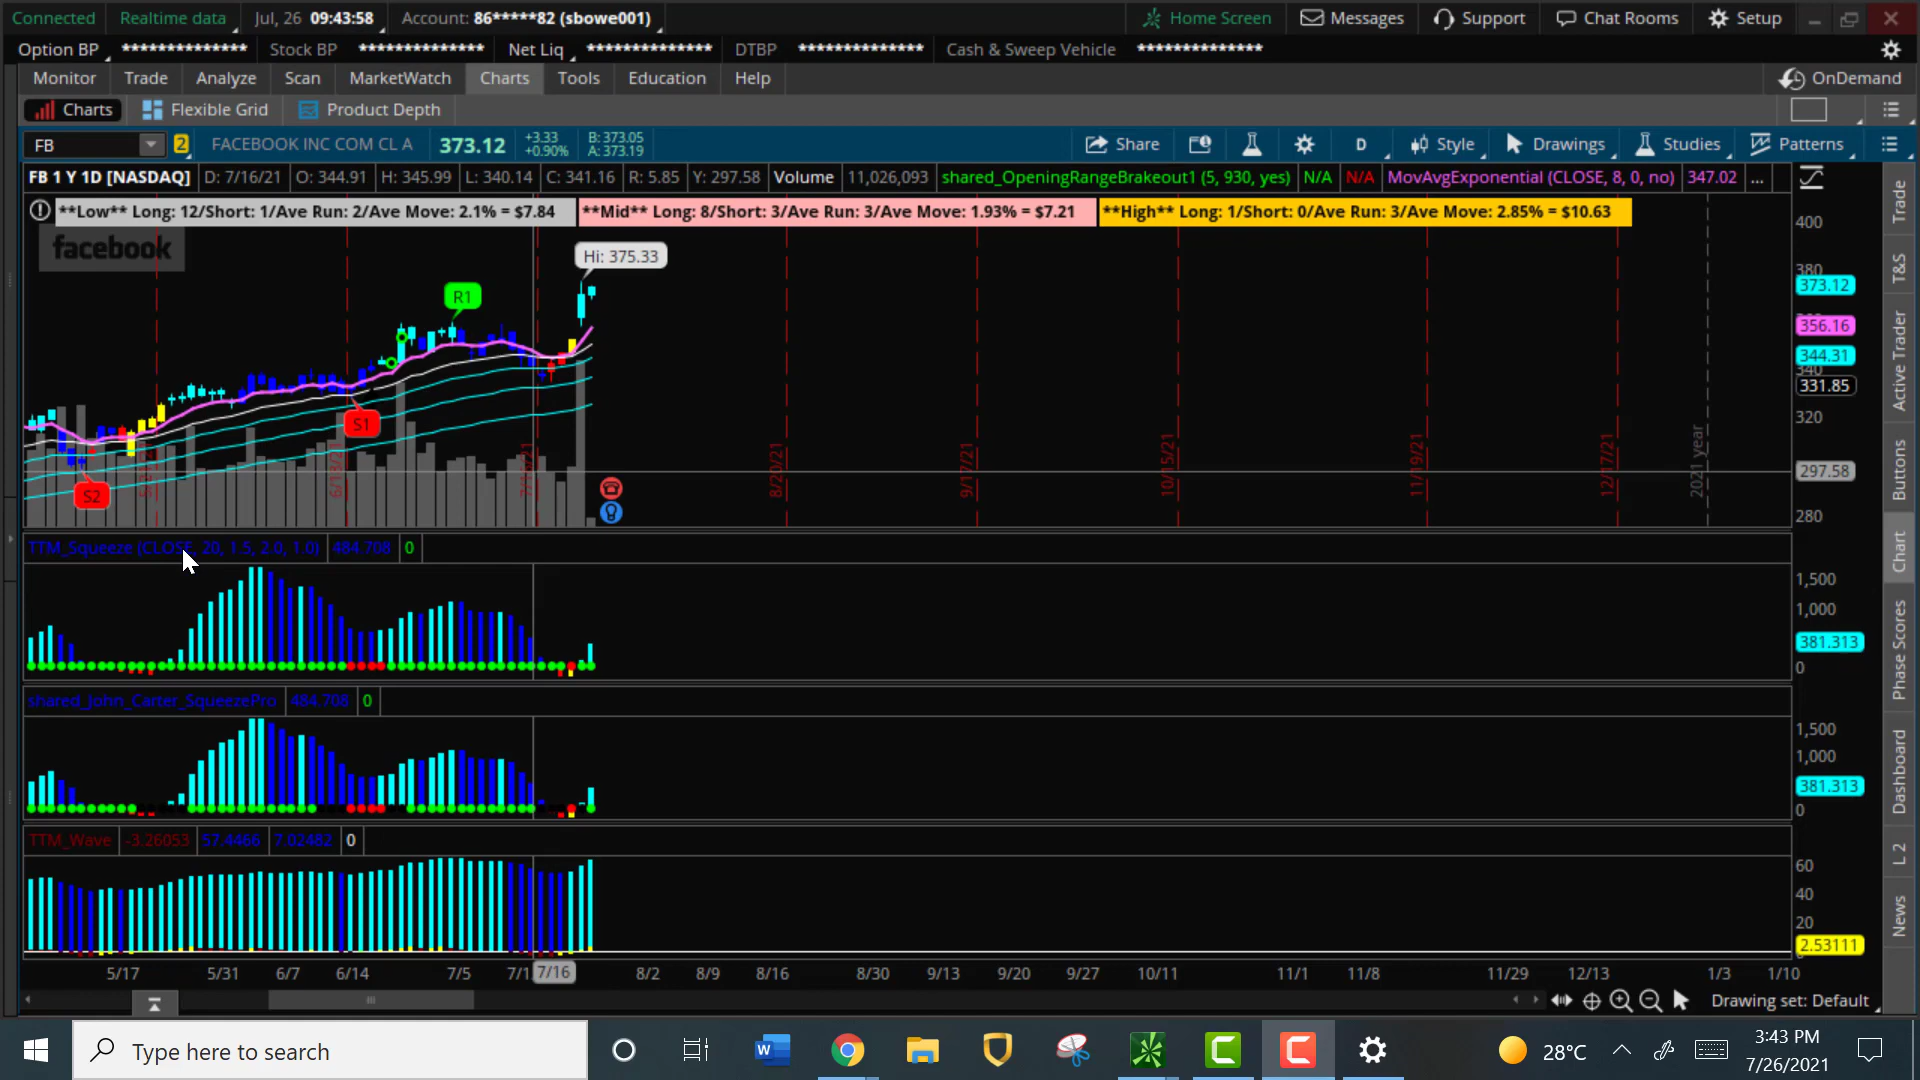 Connected Realtime data Jul, 26 09:43:58 Account: 86*****82 (sbowe001) Home Screen Messages Support Chat Rooms Setup
Option BP ************** Stock BP ************** Net Liq ************** DTBP ************** Cash & Sweep Vehicle **************
Monitor Trade Analyze Scan MarketWatch Charts Tools Education Help OnDemand
Charts Flexible Grid Product Depth
FB 2 FACEBOOK INC COM CL A 373.12 +3.33 +0.90% B: 373.05 A: 373.19 Share D Style Drawings Studies Patterns
FB 1 Y 1D [NASDAQ] D: 7/16/21 O: 344.91 H: 345.99 L: 340.14 C: 341.16 R: 5.85 Y: 297.58 Volume 11,026,093 shared_OpeningRangeBrakeout1 (5, 930, yes) N/A N/A MovAvgExponential (CLOSE, 8, 0, no) 347.02 ...
**Low** Long: 12/Short: 1/Ave Run: 2/Ave Move: 2.1% = $7.84 **Mid** Long: 8/Short: 3/Ave Run: 3/Ave Move: 1.93% = $7.21 **High** Long: 1/Short: 0/Ave Run: 3/Ave Move: 2.85% = $10.63
facebook
Hi: 375.33
R1
S1
S2
8/20/21
9/17/21
10/15/21
11/19/21
12/17/21
2021 year
400
380
373.12
356.16
344.31
340
331.85
320
297.58
280
TTM_Squeeze (CLOSE, 20, 1.5, 2.0, 1.0) 484.708 0
1,500
1,000
381.313
0
shared_John_Carter_SqueezePro 484.708 0
1,500
1,000
381.313
0
TTM_Wave -3.26053 57.4466 7.02482 0
60
40
20
2.53111
5/17 5/31 6/7 6/14 7/5 7/1 7/16 8/2 8/9 8/16 8/30 9/13 9/20 9/27 10/11 11/1 11/8 11/29 12/13 1/3 1/10
Drawing set: Default
Trade
T&S
Active Trader
Buttons
Chart
Phase Scores
Dashboard
L 2
News
Type here to search
28°C
3:43 PM
7/26/2021